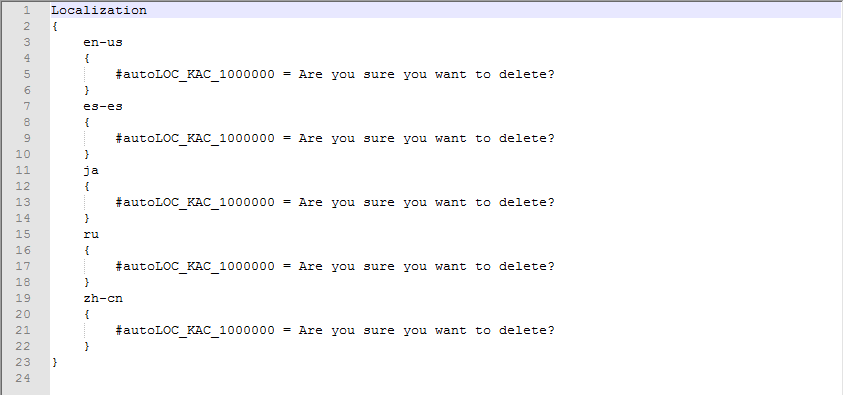 1 Localization
2 {
3 en-us
4 {
5 #autoLOC_KAC_1000000 = Are you sure you want to delete?
6 }
7 es-es
8 {
9 #autoLOC_KAC_1000000 = Are you sure you want to delete?
10 }
11 ja
12 {
13 #autoLOC_KAC_1000000 = Are you sure you want to delete?
14 }
15 ru
16 {
17 #autoLOC_KAC_1000000 = Are you sure you want to delete?
18 }
19 zh-cn
20 {
21 #autoLOC_KAC_1000000 = Are you sure you want to delete?
22 }
23 }
24